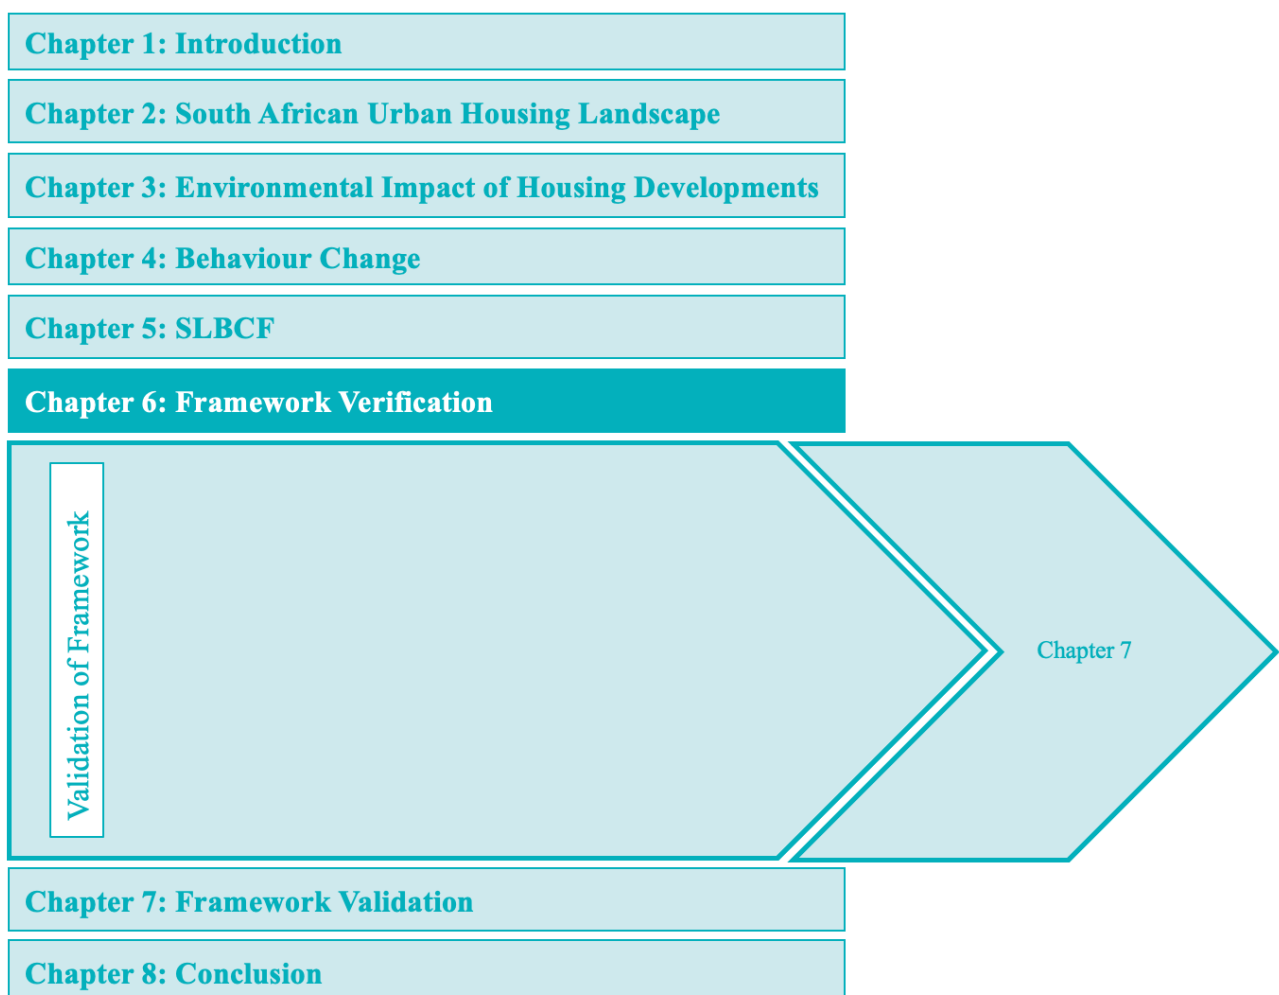 Chapter 1: Introduction
Chapter 2: South African Urban Housing Landscape
Chapter 3: Environmental Impact of Housing Developments
Chapter 4: Behaviour Change
Chapter 5: SLBCF
Chapter 6: Framework Verification
Validation of Framework
Chapter 7
Chapter 7: Framework Validation
Chapter 8: Conclusion